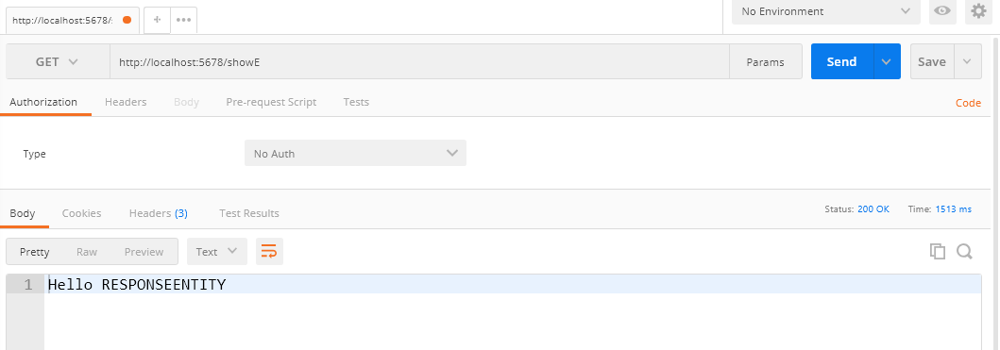 http://localhost:5678/s
No Environment
GET http://localhost:5678/showE Params Send Save
Authorization Headers Body Pre-request Script Tests Code
Type No Auth
Body Cookies Headers (3) Test Results Status: 200 OK Time: 1513 ms
Pretty Raw Preview Text
1 Hello RESPONSEENTITY